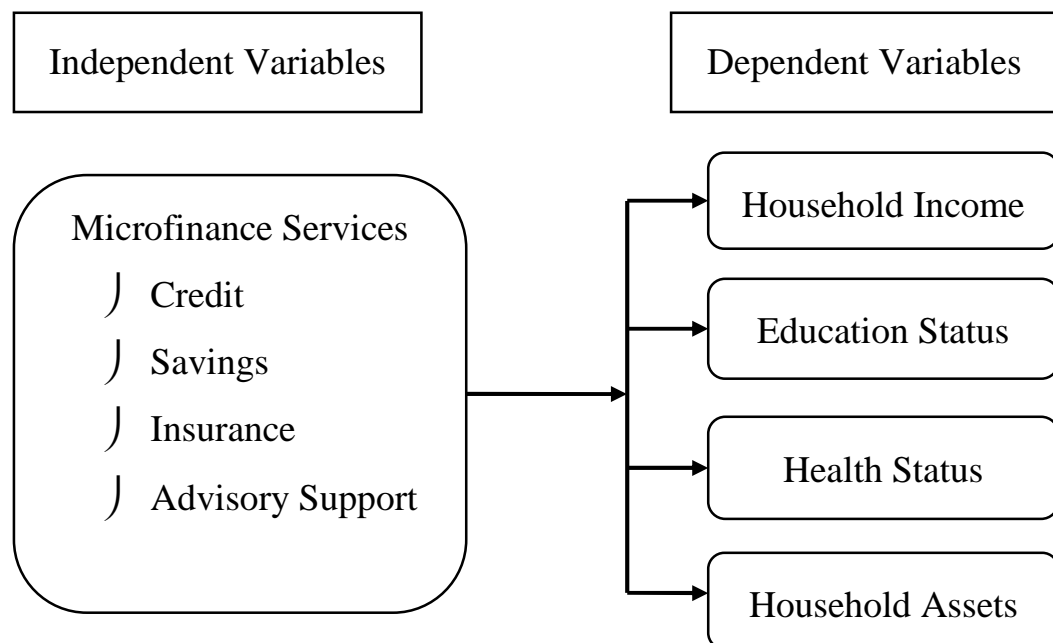 Independent Variables
Dependent Variables
Microfinance Services
Credit
Savings
Insurance
Advisory Support
Household Income
Education Status
Health Status
Household Assets